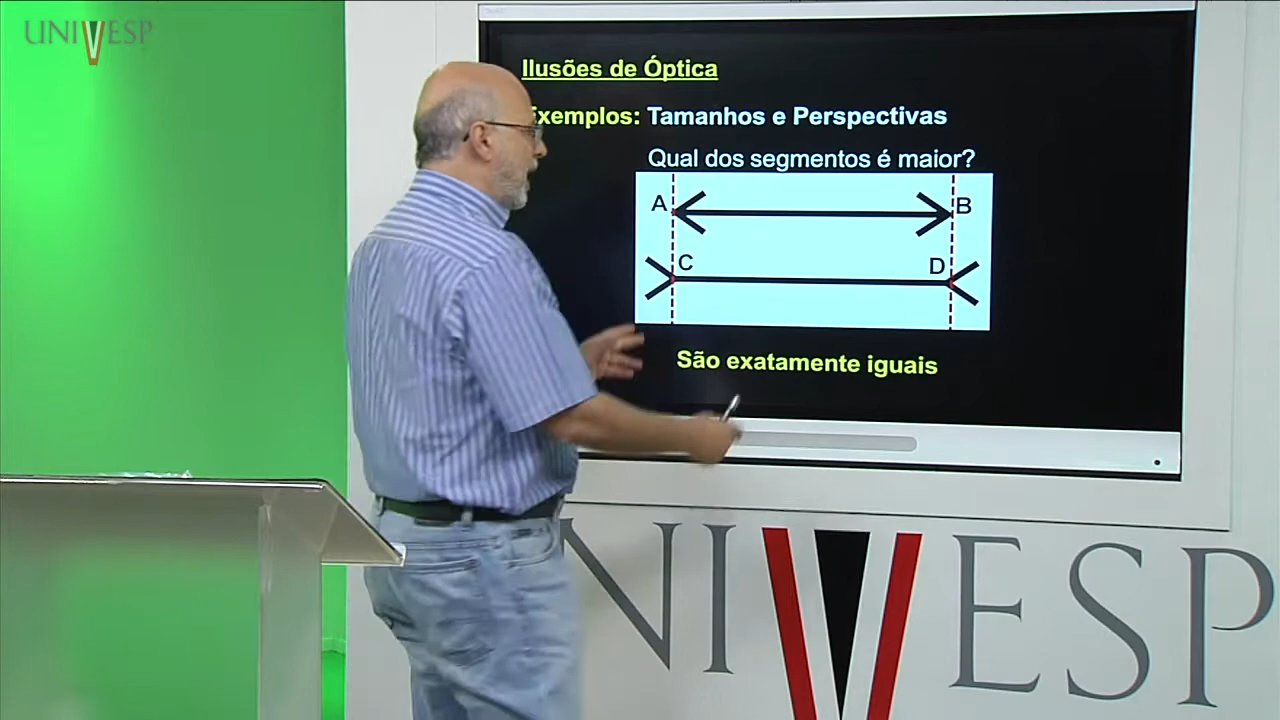 UNIVESP
Ilusões de Óptica
Exemplos: Tamanhos e Perspectivas
Qual dos segmentos é maior?
A B
C D
São exatamente iguais
UNIVESP